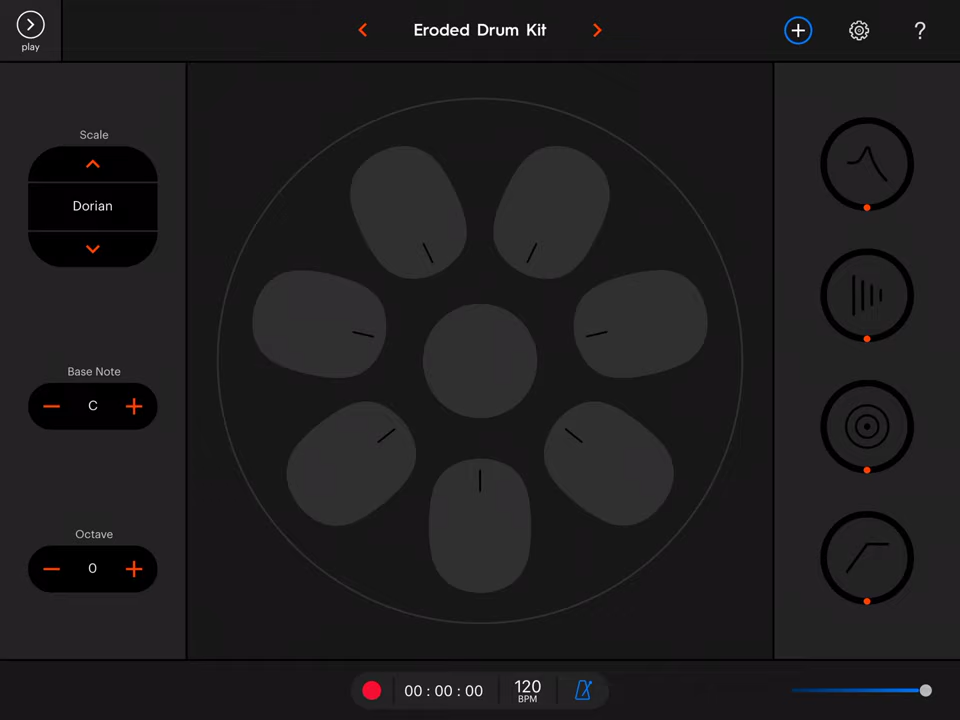 play
Eroded Drum Kit
?
Scale
Dorian
Base Note
C
Octave
0
00 : 00 : 00
120
BPM